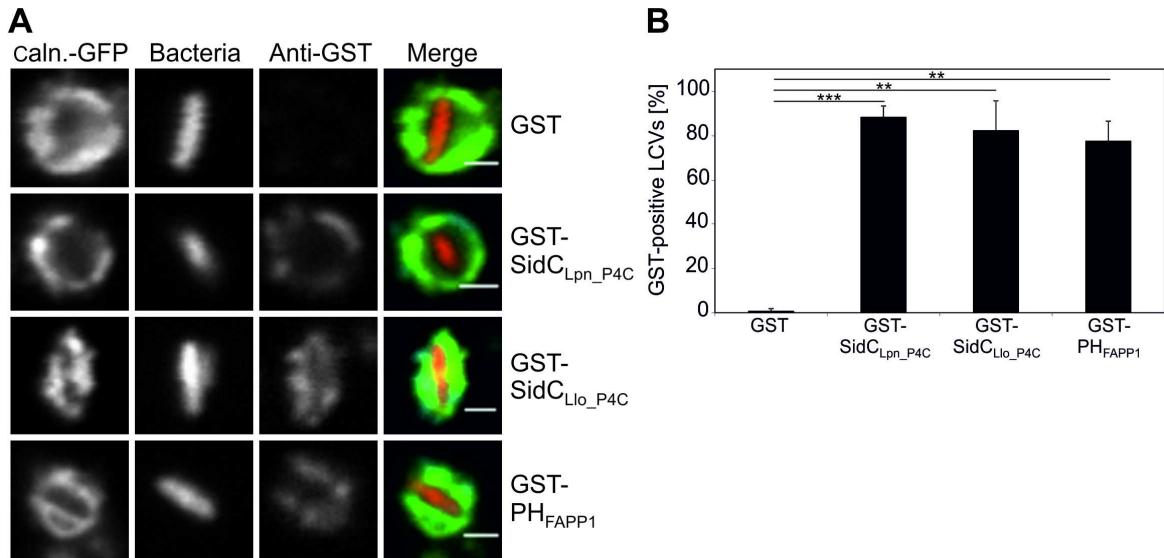 A
caln.-GFP Bacteria Anti-GST Merge
GST
GST-
SidCLpn_P4C
GST-
SidCLlo_P4C
GST-
PHFAPP1
B
GST-positive LCVs [%]
100
80
60
40
20
0
**
**
***
GST
GST-
SidCLpn_P4C
GST-
SidCLlo_P4C
GST-
PHFAPP1